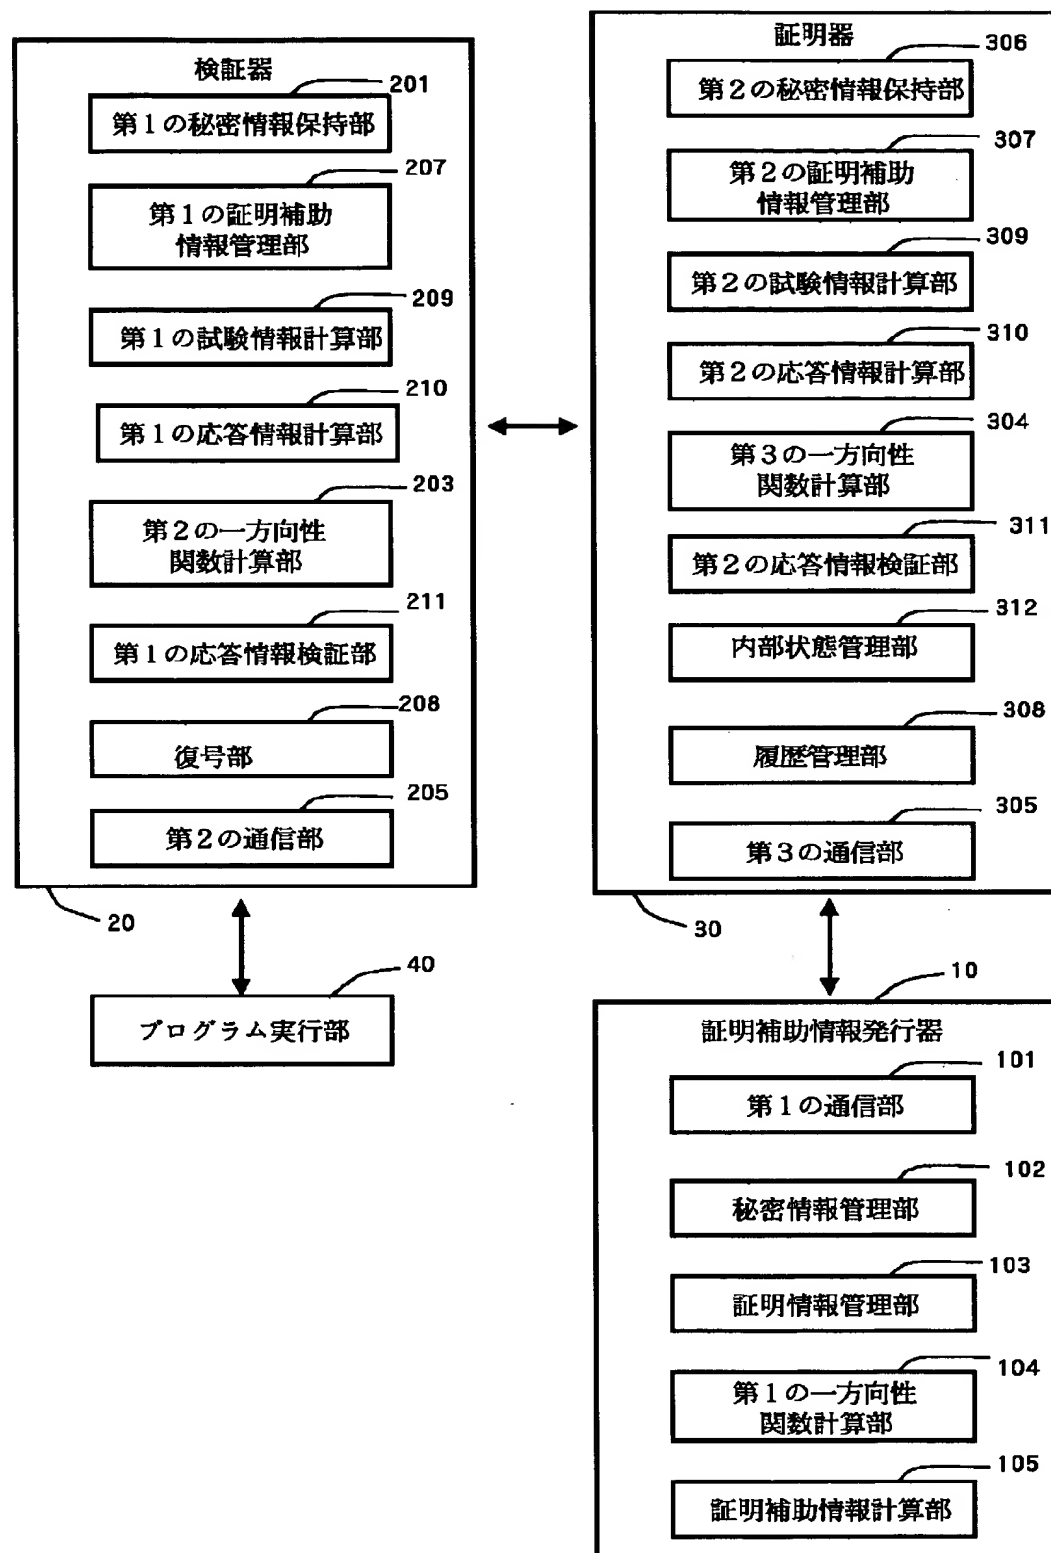 検証器
201
第1の秘密情報保持部
207
第1の証明補助
情報管理部
209
第1の試験情報計算部
210
第1の応答情報計算部
203
第2の一方向性
関数計算部
211
第1の応答情報検証部
208
復号部
205
第2の通信部
20
40
プログラム実行部
証明器
306
第2の秘密情報保持部
307
第2の証明補助
情報管理部
309
第2の試験情報計算部
310
第2の応答情報計算部
304
第3の一方向性
関数計算部
311
第2の応答情報検証部
312
内部状態管理部
308
履歴管理部
305
第3の通信部
30
10
証明補助情報発行器
101
第1の通信部
102
秘密情報管理部
103
証明情報管理部
104
第1の一方向性
関数計算部
105
証明補助情報計算部